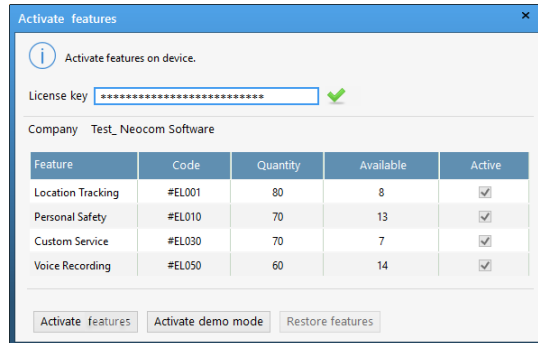 Activate features
Activate features on device.
License key **************************
Company Test_ Neocom Software
Feature Code Quantity Available Active
Location Tracking #EL001 80 8
Personal Safety #EL010 70 13
Custom Service #EL030 70 7
Voice Recording #EL050 60 14
Activate features Activate demo mode Restore features